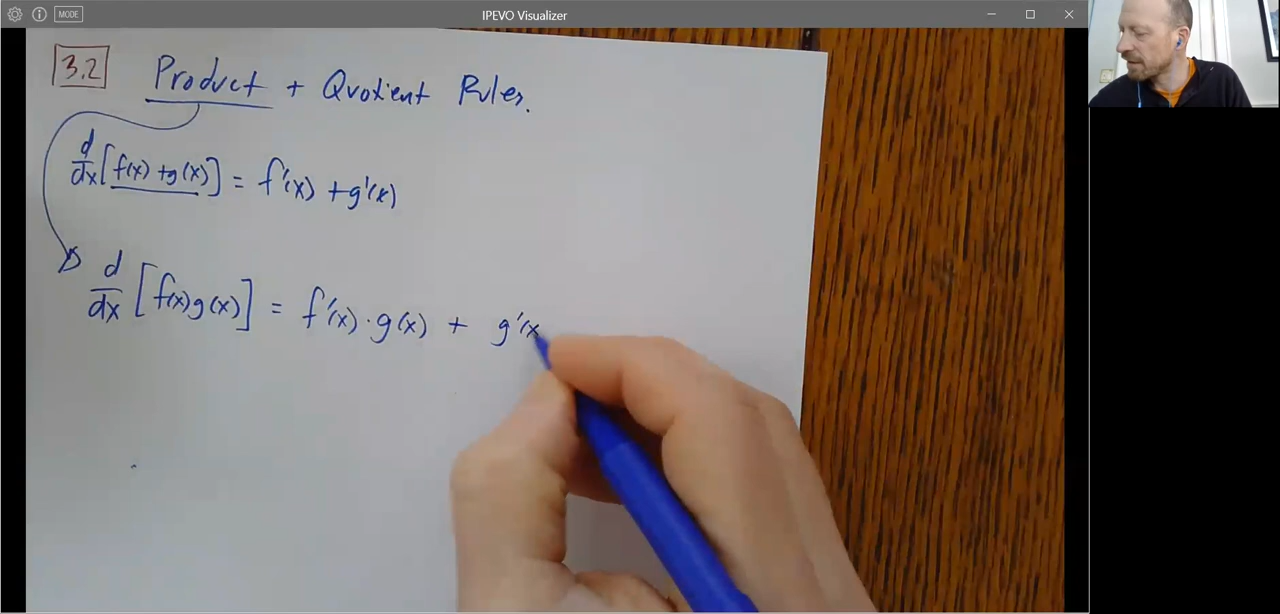 IPEVO Visualizer
MODE
3.2 Product + Quotient Rules.
d/dx [f(x) + g(x)] = f'(x) + g'(x)
d/dx [f(x)g(x)] = f'(x) · g(x) + g'(x